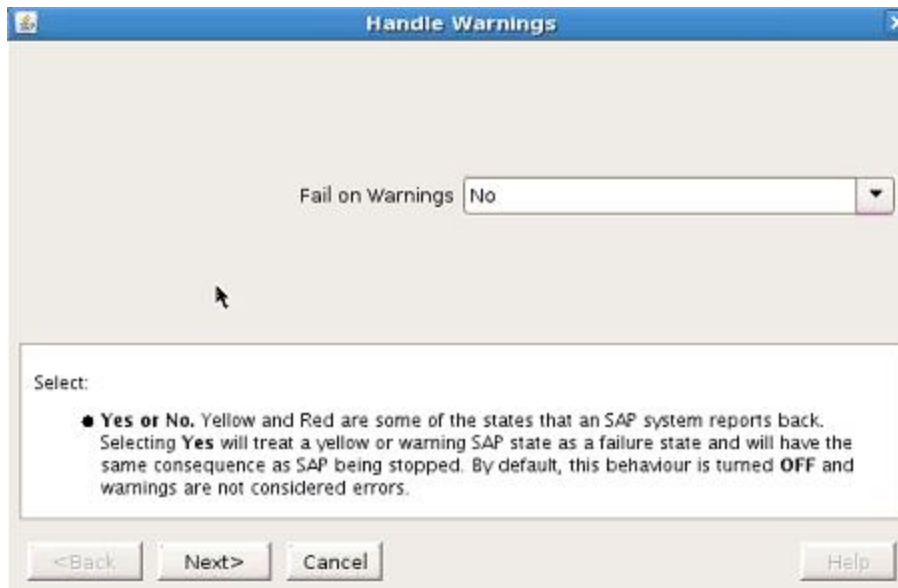 Handle Warnings
Fail on Warnings No
Select:
Yes or No. Yellow and Red are some of the states that an SAP system reports back.
Selecting Yes will treat a yellow or warning SAP state as a failure state and will have the
same consequence as SAP being stopped. By default, this behaviour is turned OFF and
warnings are not considered errors.
<Back Next> Cancel Help